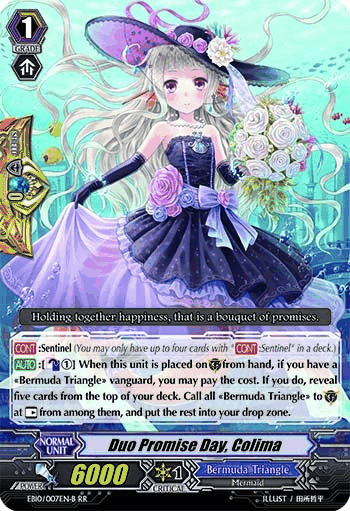 1
GRADE
0
Holding together happiness, that is a bouquet of promises.
CONT :Sentinel (You may only have up to four cards with "CONT:Sentinel" in a deck.)
AUTO:[①] When this unit is placed on from hand, if you have a
«Bermuda Triangle» vanguard, you may pay the cost. If you do, reveal
five cards from the top of your deck. Call all «Bermuda Triangle» to
at from among them, and put the rest into your drop zone.
NORMAL UNIT
Duo Promise Day, Colima
POWER 6000 1 CRITICAL
Bermuda Triangle
Mermaid
EB10/007EN-B RR
ILLUST / 田所哲平